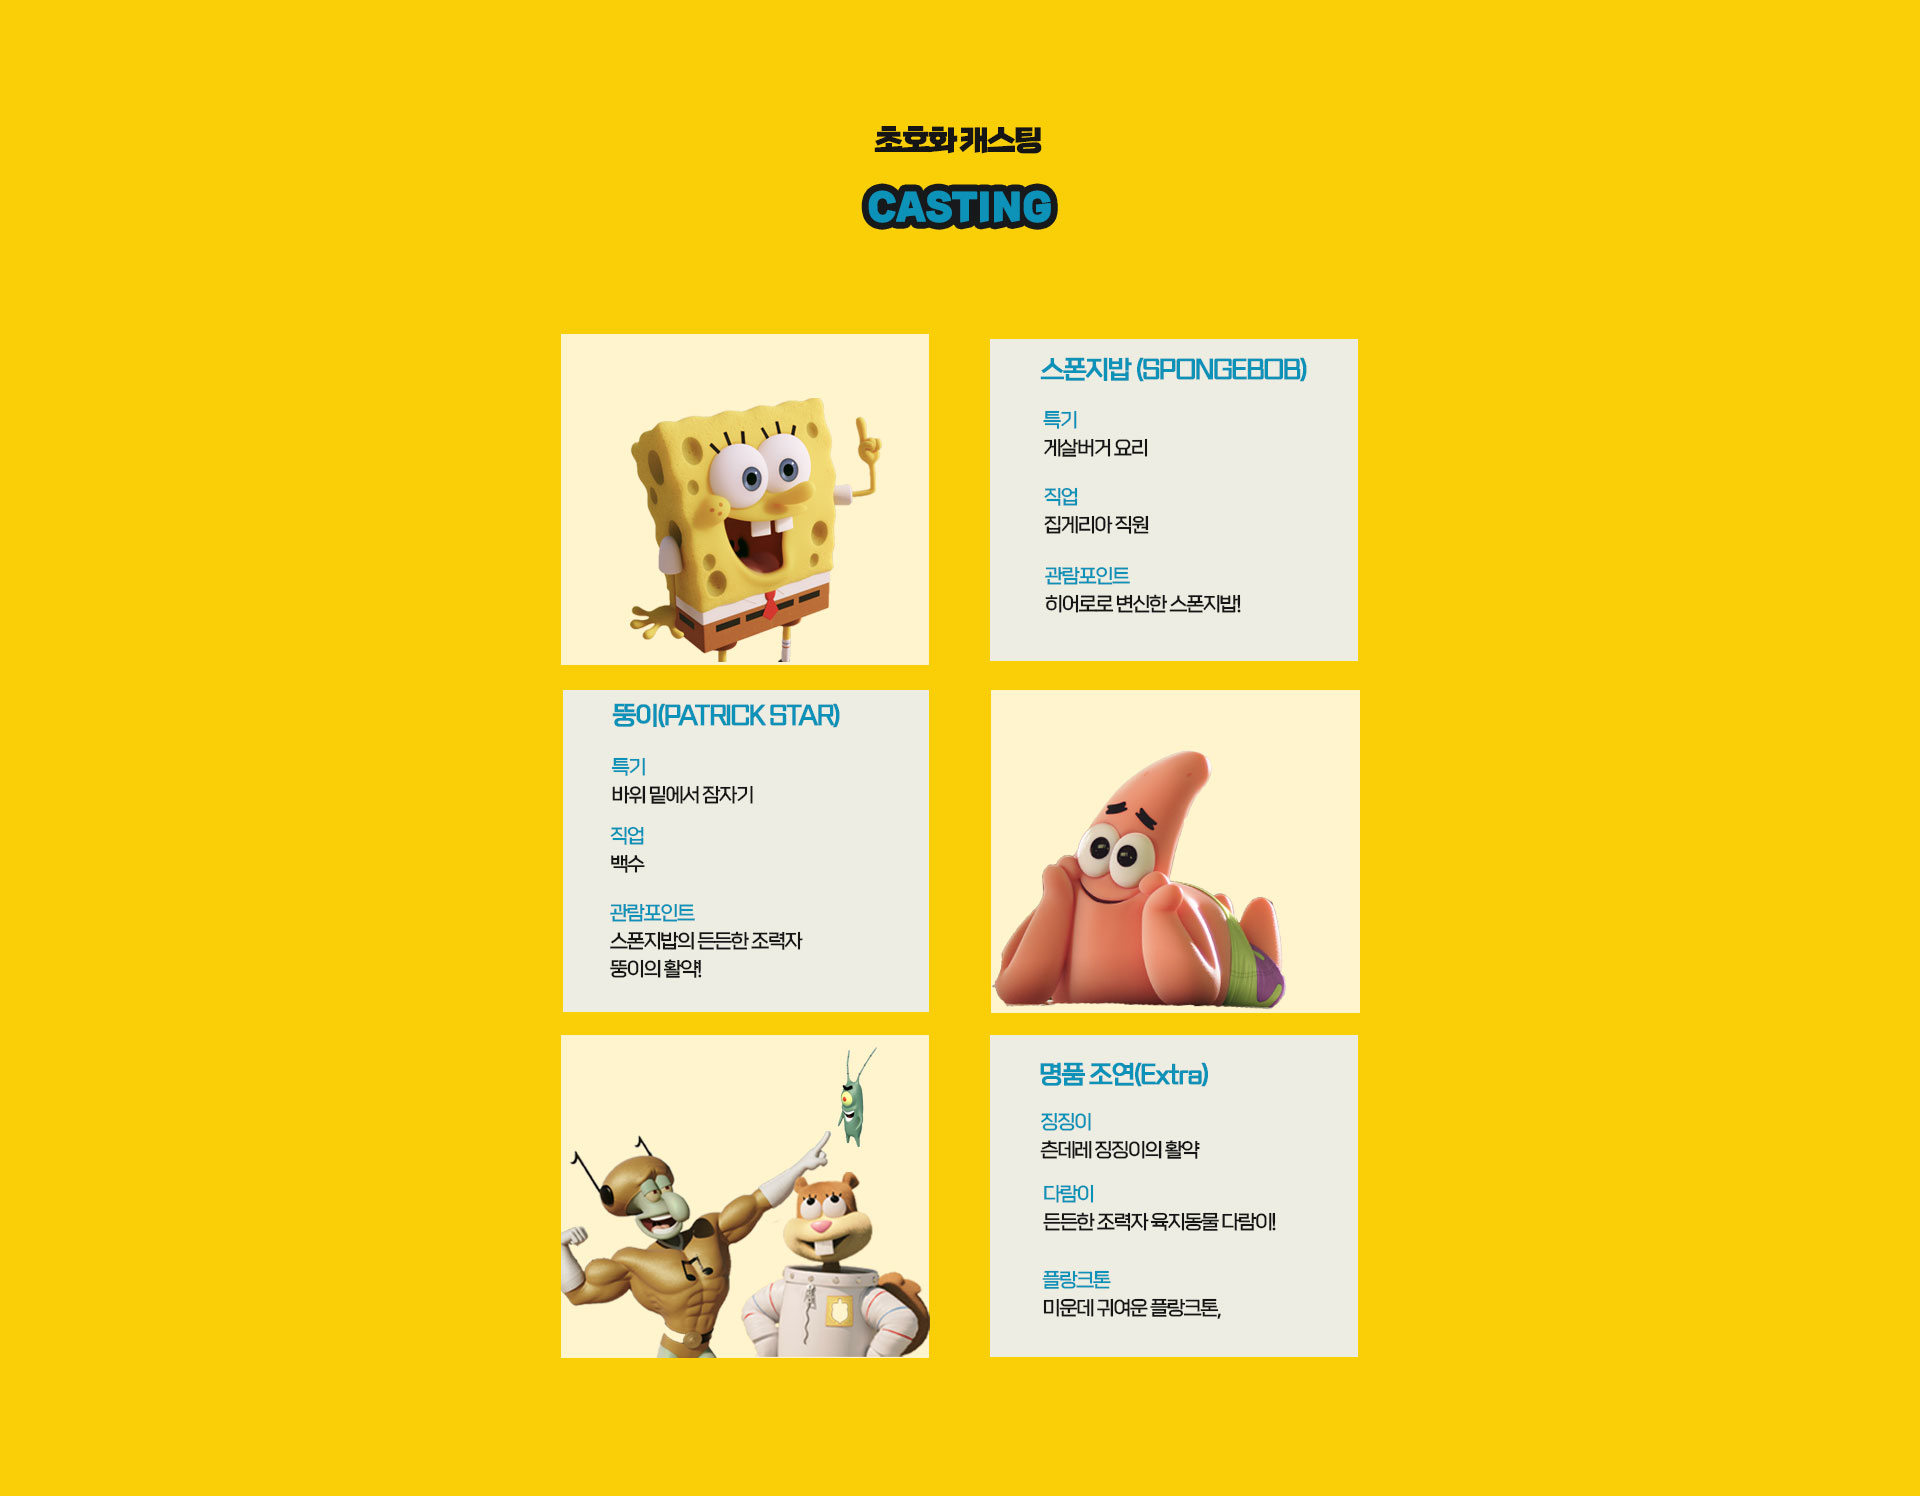 초호화 캐스팅
CASTING
스폰지밥 (SPONGEBOB)
특기
게살버거 요리
직업
집게리아 직원
관람포인트
히어로로 변신한 스폰지밥!
뚱이(PATRICK STAR)
특기
바위 밑에서 잠자기
직업
백수
관람포인트
스폰지밥의 든든한 조력자
뚱이의 활약!
명품 조연(Extra)
징징이
츤데레 징징이의 활약
다람이
든든한 조력자 육지동물 다람이!
플랑크톤
미운데 귀여운 플랑크톤,